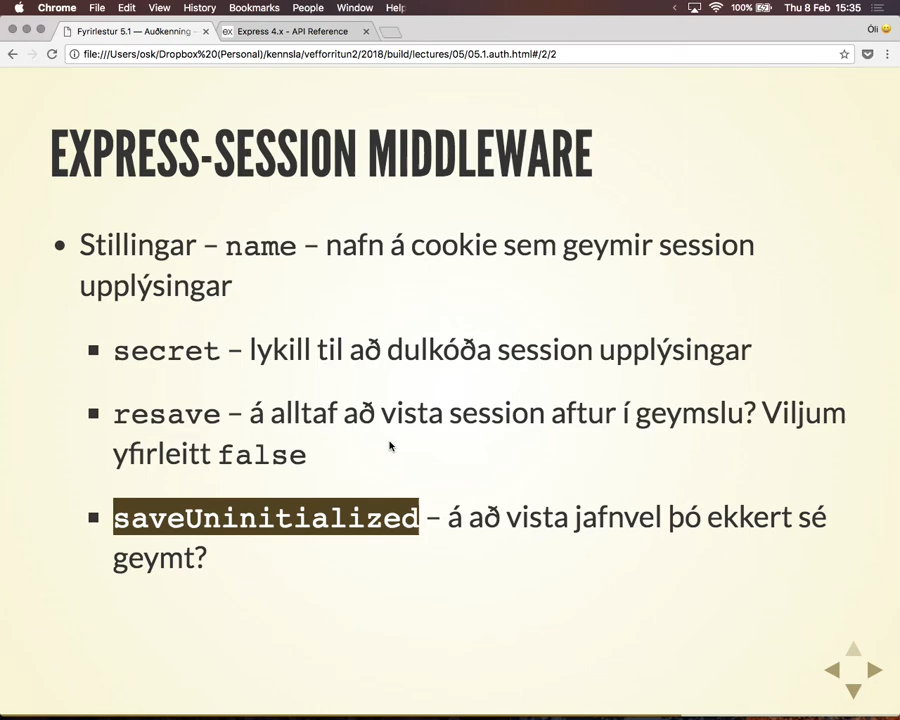 Chrome File Edit View History Bookmarks People Window Help 100% Thu 8 Feb 15:35
Fyrirlestur 5.1 — Auðkenning Express 4.x - API Reference Óli
file:///Users/osk/Dropbox%20(Personal)/kennsla/vefforritun2/2018/build/lectures/05/05.1.auth.html#/2/2
EXPRESS-SESSION MIDDLEWARE
• Stillingar – name – nafn á cookie sem geymir session
upplýsingar
▪ secret – lykill til að dulkóða session upplýsingar
▪ resave – á alltaf að vista session aftur í geymslu? Viljum
yfirleitt false
▪ saveUninitialized – á að vista jafnvel þó ekkert sé
geymt?